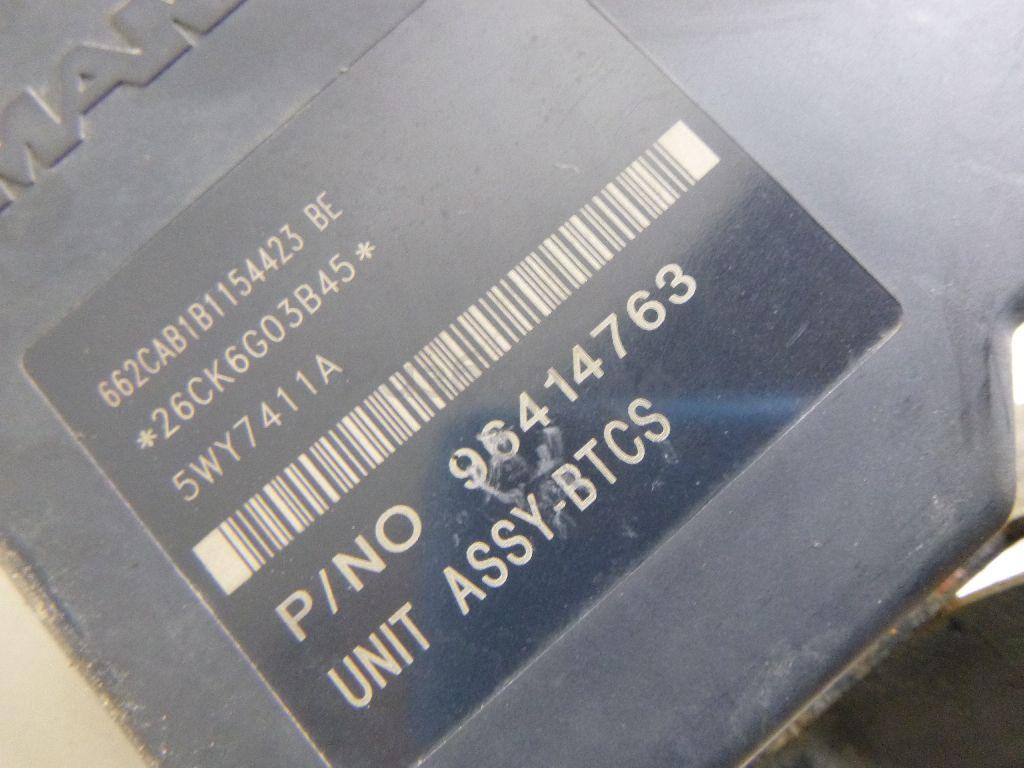 662CAB1B1154423 BE
*26CK6G03B45*
5WY7411A
P/NO 96414763
UNIT ASSY-BTCS